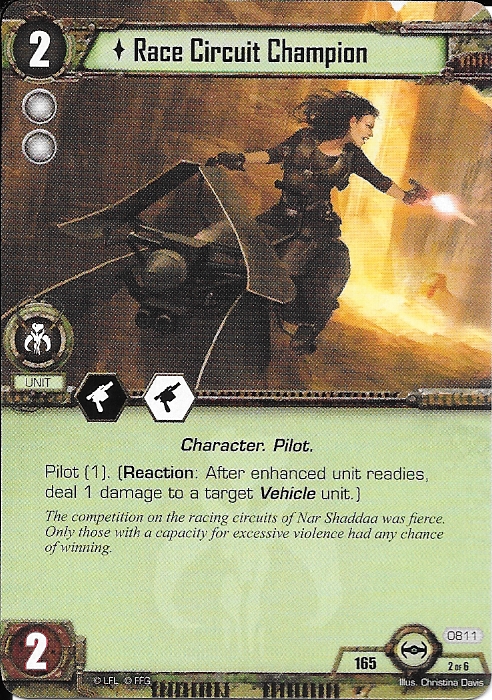 2
Race Circuit Champion
UNIT
Character. Pilot.
Pilot (1). (Reaction: After enhanced unit readies,
deal 1 damage to a target Vehicle unit.)
The competition on the racing circuits of Nar Shaddaa was fierce.
Only those with a capacity for excessive violence had any chance
of winning.
2
0811
165
2 OF 6
© LFL © FFG
Illus. Christina Davis